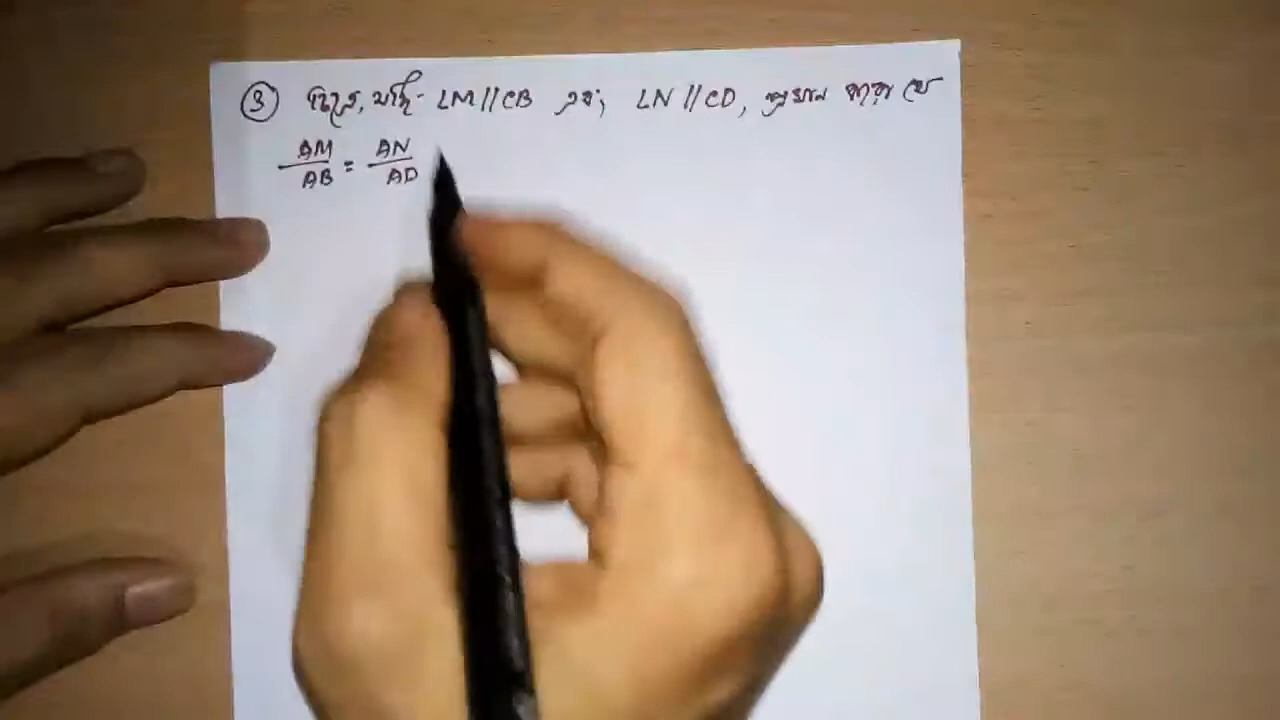 ③ চিত্রে, যদি LM//CB এবং LN//CD, প্রমাণ করো যে
AM/AB = AN/AD